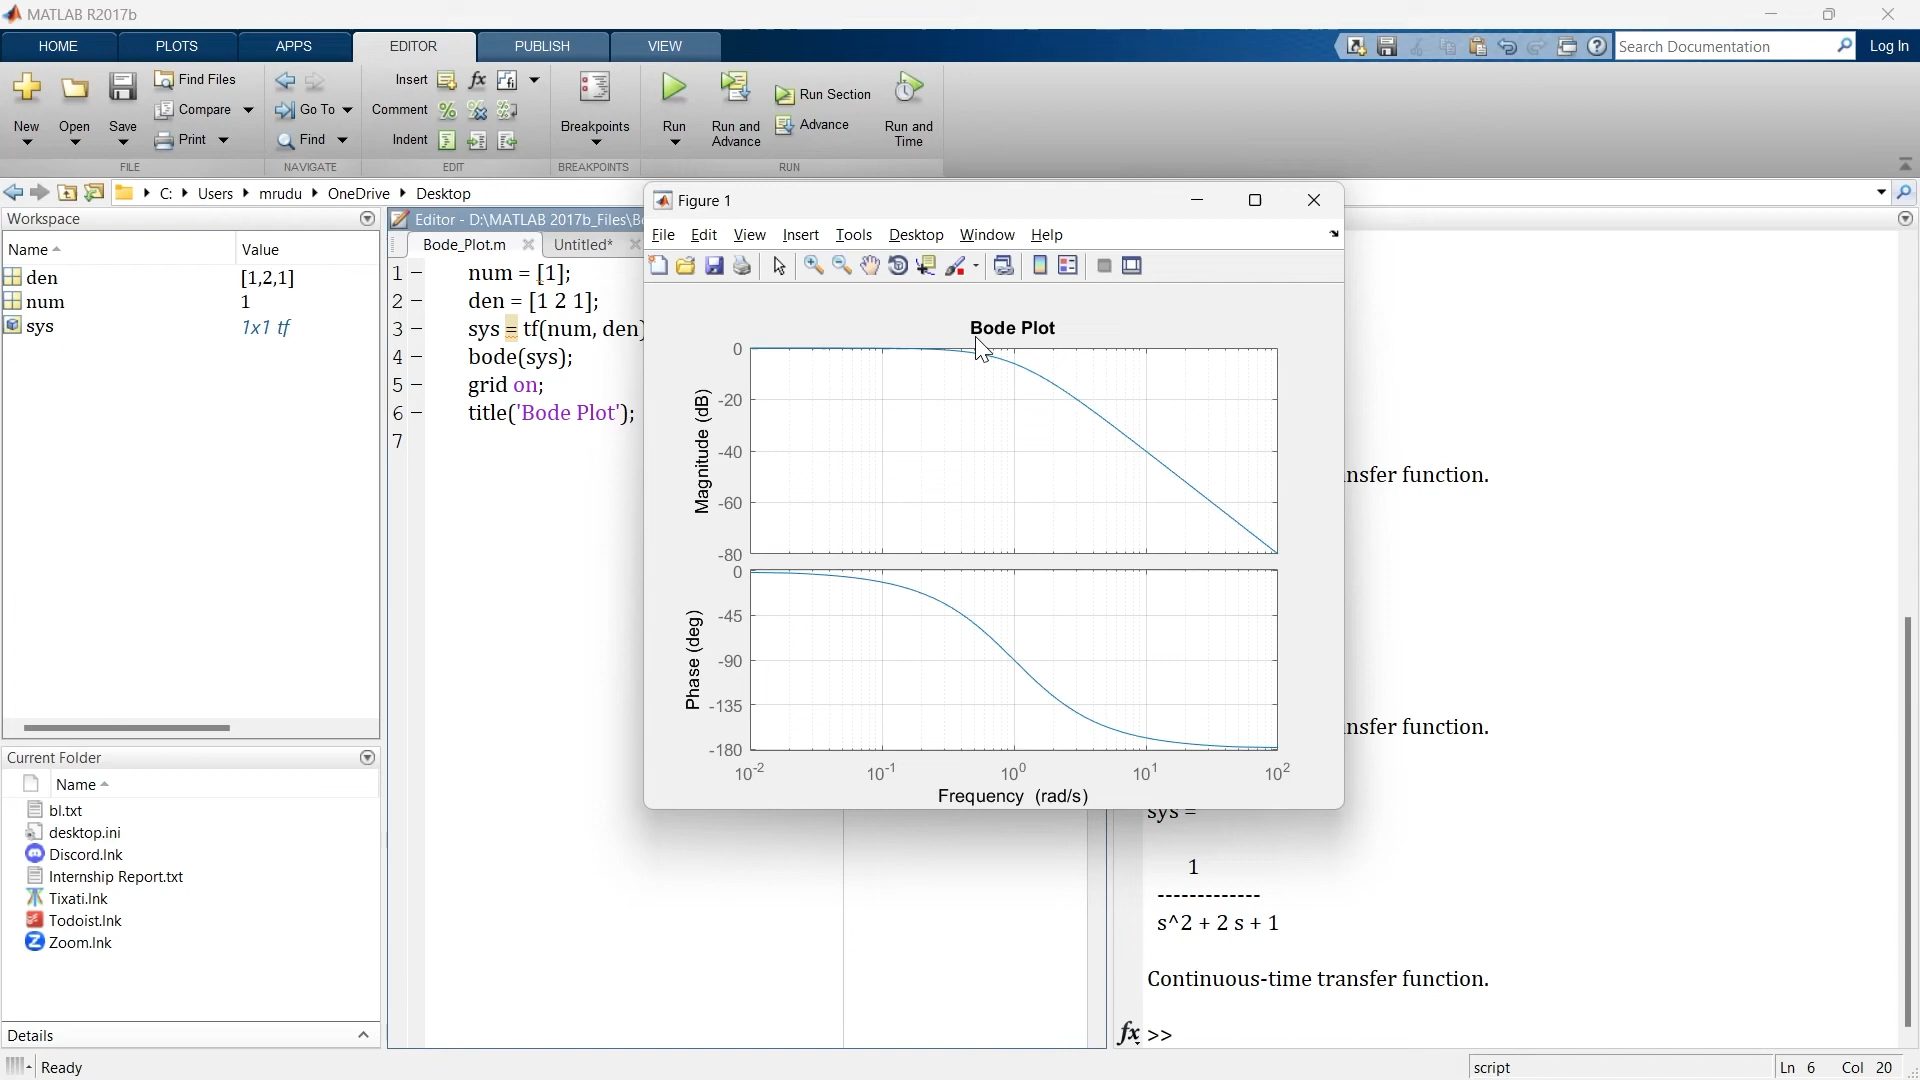 MATLAB R2017b
HOME
PLOTS
APPS
EDITOR
PUBLISH
VIEW
Search Documentation
Log In
New
Open
Save
Find Files
Compare
Print
FILE
Go To
Find
NAVIGATE
Insert
fx
Comment
Indent
EDIT
Breakpoints
BREAKPOINTS
Run
Run and Advance
Run Section
Advance
Run and Time
RUN
C: Users mrudu OneDrive Desktop
Workspace
Name Value
den [1,2,1]
num 1
sys 1x1 tf
Current Folder
Name
bl.txt
desktop.ini
Discord.lnk
Internship Report.txt
Tixati.lnk
Todoist.lnk
Zoom.lnk
Details
Editor - D:\MATLAB 2017b_Files\B
Bode_Plot.m Untitled*
1 – num = [1];
2 – den = [1 2 1];
3 – sys = tf(num, den)
4 – bode(sys);
5 – grid on;
6 – title('Bode Plot');
7
Figure 1
File Edit View Insert Tools Desktop Window Help
Bode Plot
Magnitude (dB)
0
-20
-40
-60
-80
Phase (deg)
0
-45
-90
-135
-180
10-2 10-1 100 101 102
Frequency (rad/s)
nsfer function.
nsfer function.
sys =
1
-------------
s^2 + 2 s + 1
Continuous-time transfer function.
fx >>
Ready
script
Ln 6 Col 20